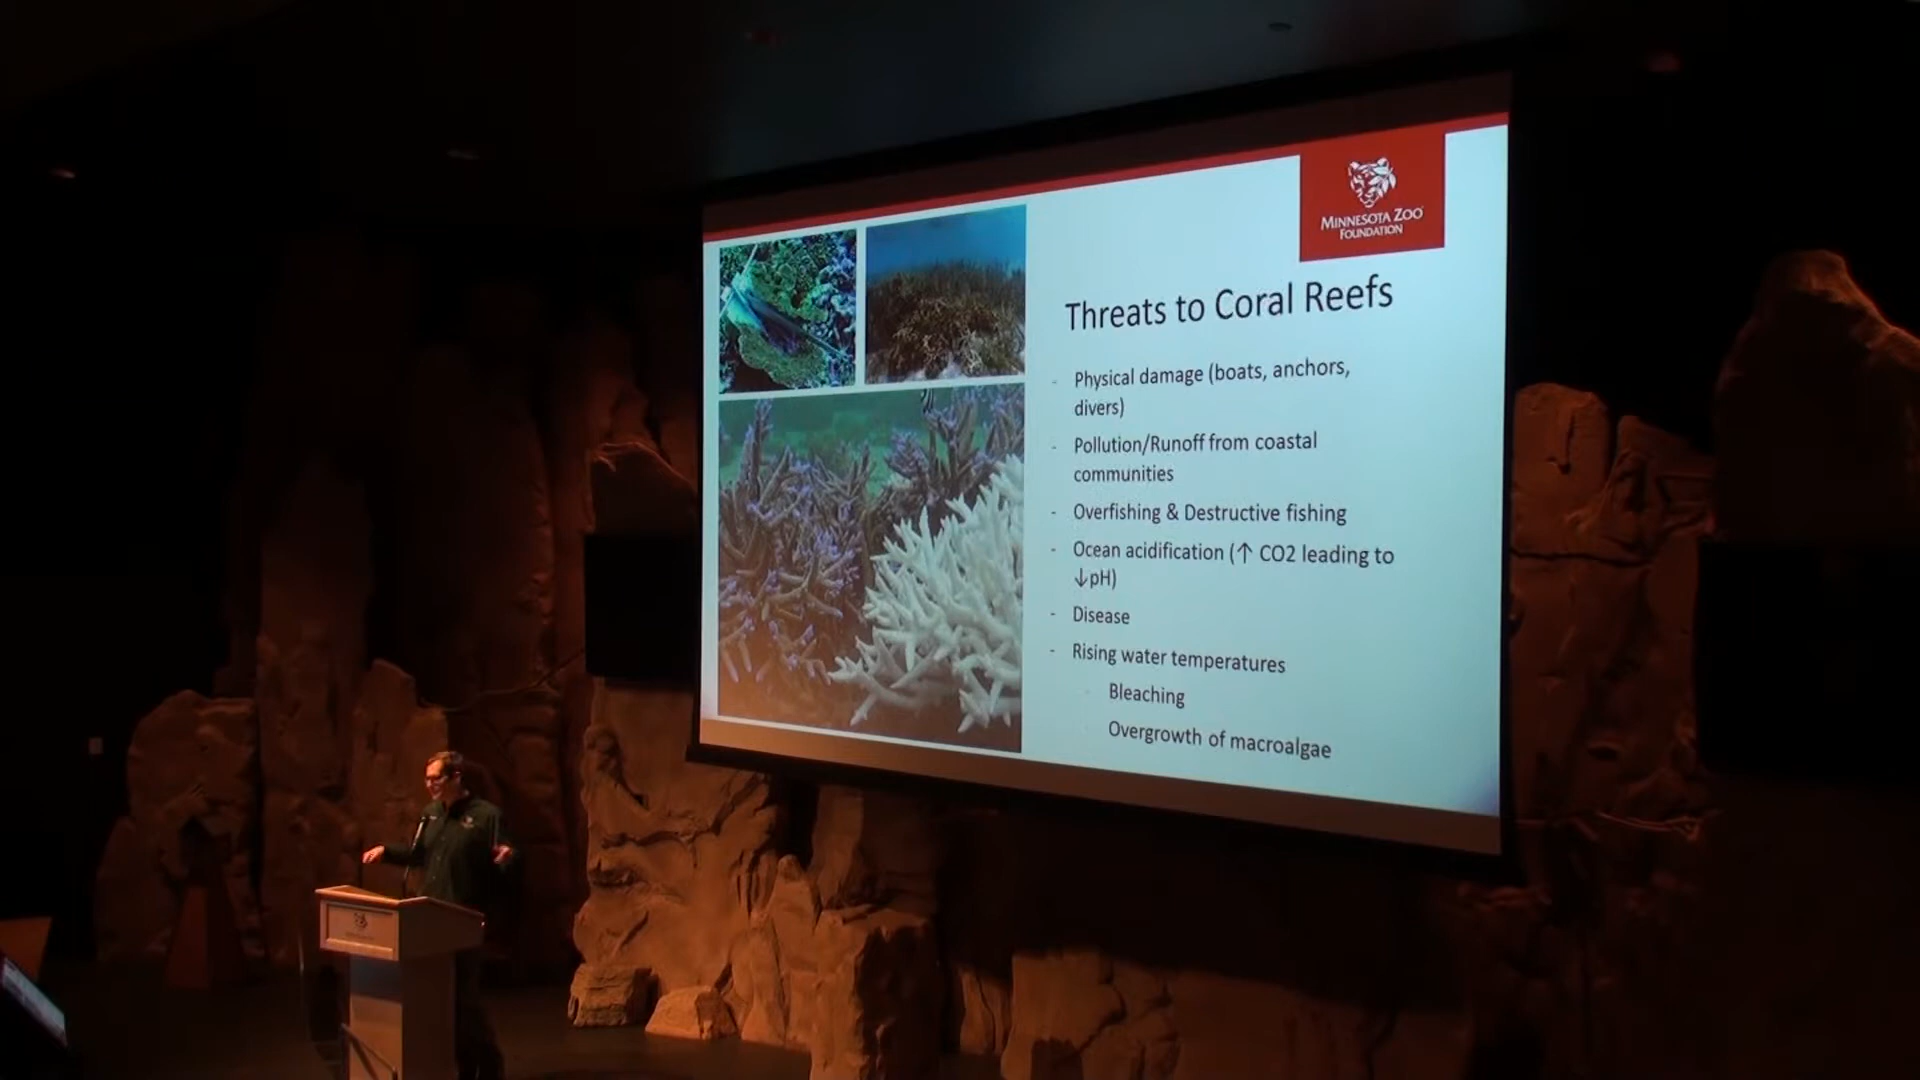 MINNESOTA ZOO
FOUNDATION
Threats to Coral Reefs
- Physical damage (boats, anchors,
divers)
- Pollution/Runoff from coastal
communities
- Overfishing & Destructive fishing
- Ocean acidification (↑ CO2 leading to
↓pH)
- Disease
- Rising water temperatures
Bleaching
Overgrowth of macroalgae